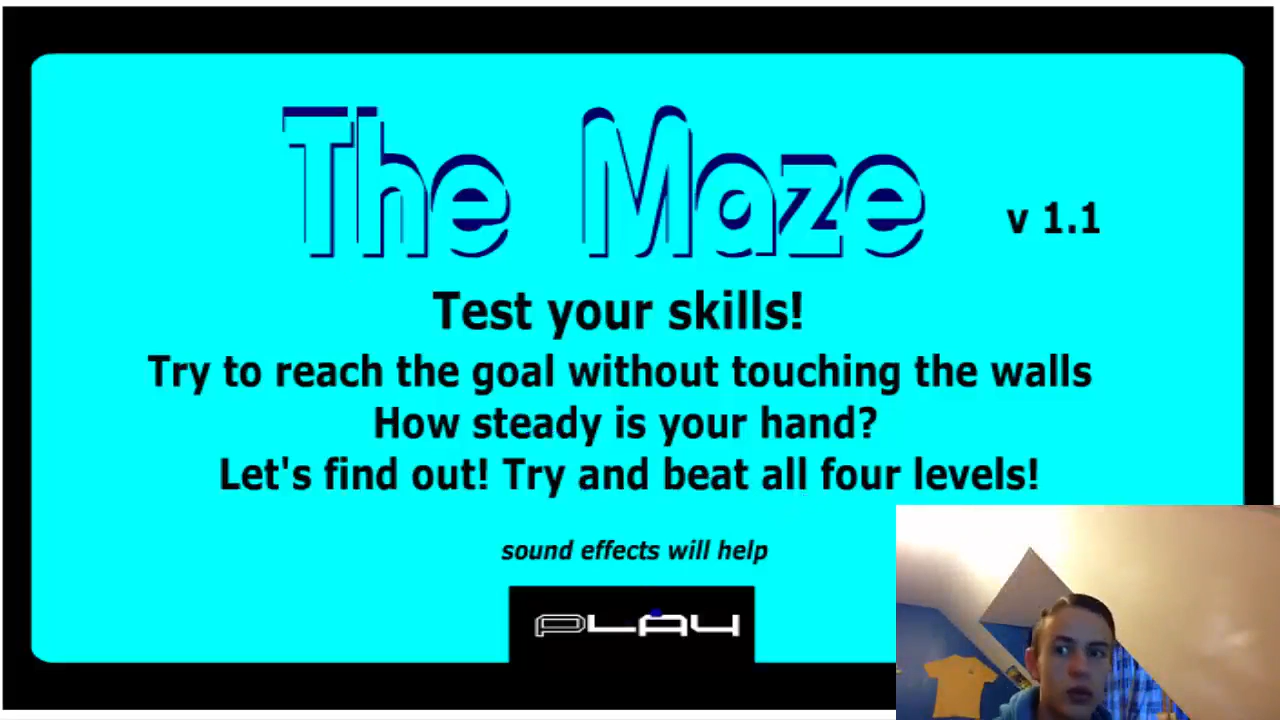 The Maze
v 1.1
Test your skills!
Try to reach the goal without touching the walls
How steady is your hand?
Let's find out! Try and beat all four levels!
sound effects will help
PLAY